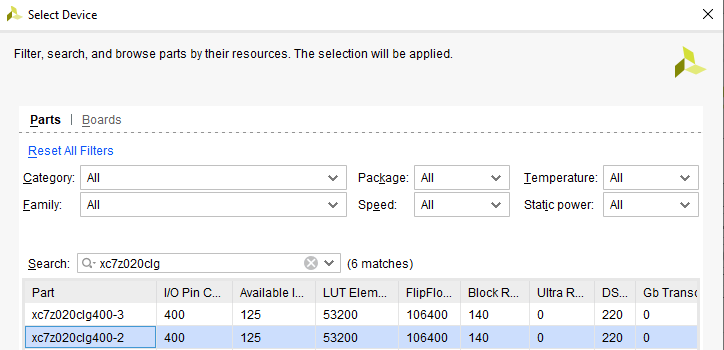 Select Device
Filter, search, and browse parts by their resources. The selection will be applied.
Parts | Boards
Reset All Filters
Category: All Package: All Temperature: All
Family: All Speed: All Static power: All
Search: xc7z020clg (6 matches)
Part I/O Pin C... Available I... LUT Elem... FlipFlo... Block R... Ultra R... DS... Gb Transc
xc7z020clg400-3 400 125 53200 106400 140 0 220 0
xc7z020clg400-2 400 125 53200 106400 140 0 220 0